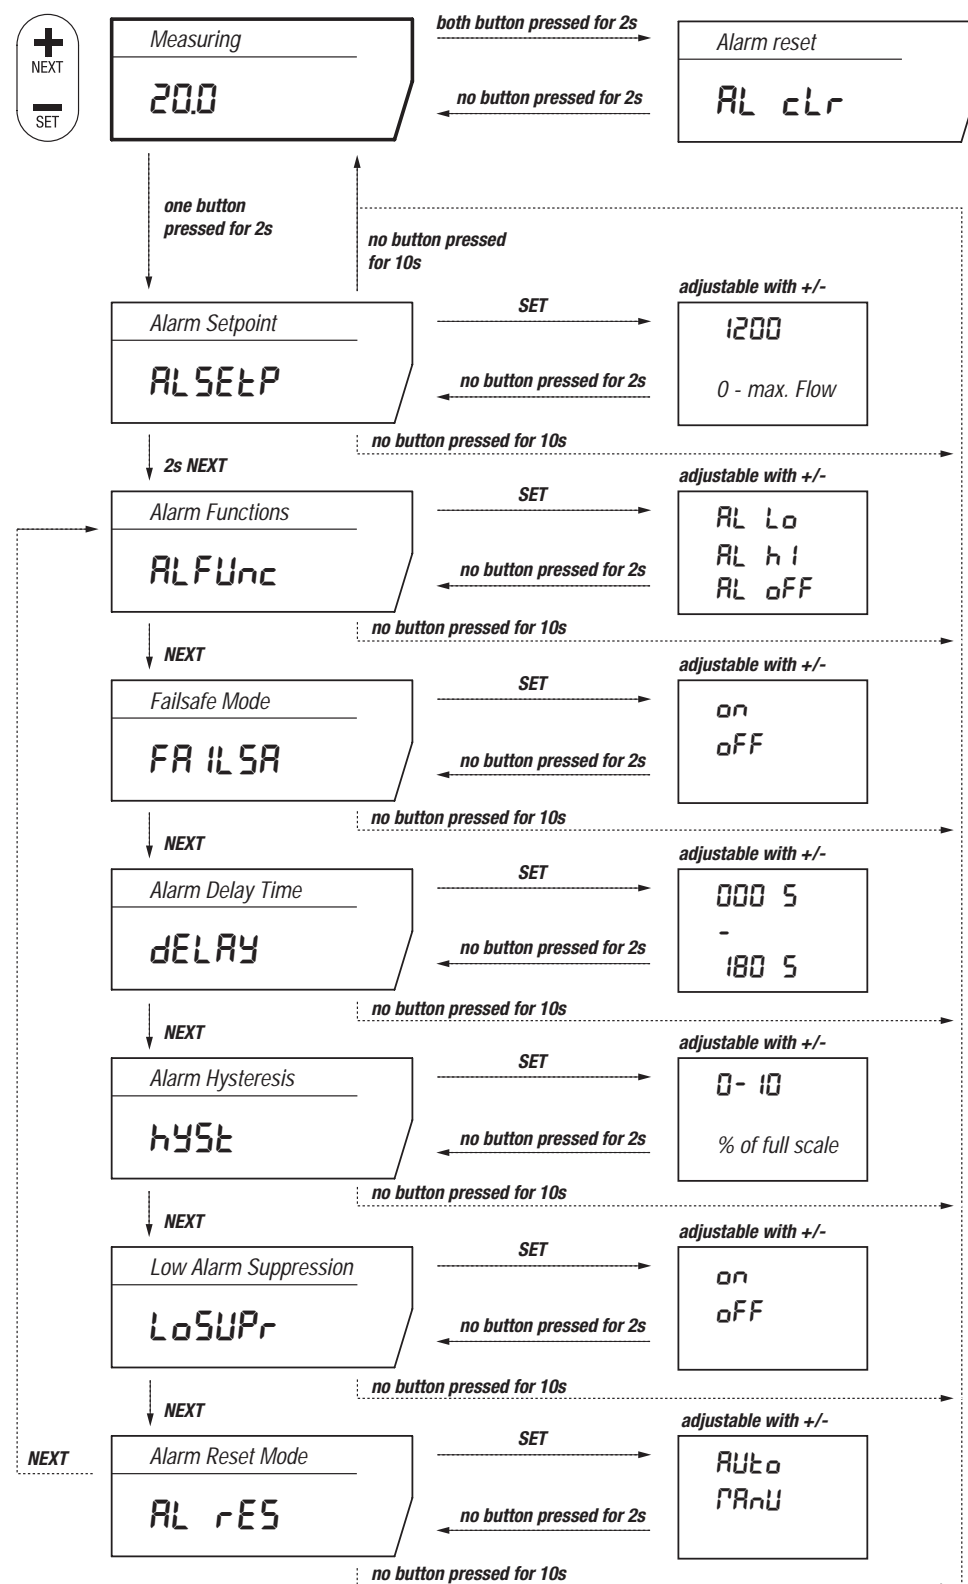 both button pressed for 2s
Measuring
Alarm reset
NEXT
20.0
AL cLr
no button pressed for 2s
SET
one button
pressed for 2s
no button pressed
for 10s
adjustable with +/-
SET
Alarm Setpoint
1200
ALSEtP
no button pressed for 2s
0 - max. Flow
no button pressed for 10s
2s NEXT
adjustable with +/-
SET
Alarm Functions
AL Lo
ALFUnc
AL hI
no button pressed for 2s
AL oFF
no button pressed for 10s
NEXT
adjustable with +/-
SET
Failsafe Mode
on
FAILSA
oFF
no button pressed for 2s
no button pressed for 10s
NEXT
adjustable with +/-
SET
Alarm Delay Time
000 S
dELAY
no button pressed for 2s
-
180 S
no button pressed for 10s
NEXT
adjustable with +/-
SET
Alarm Hysteresis
0-10
hYSt
no button pressed for 2s
% of full scale
no button pressed for 10s
NEXT
adjustable with +/-
SET
Low Alarm Suppression
on
LoSUPr
oFF
no button pressed for 2s
no button pressed for 10s
NEXT
adjustable with +/-
SET
NEXT
Alarm Reset Mode
AUto
AL rES
MAnU
no button pressed for 2s
no button pressed for 10s